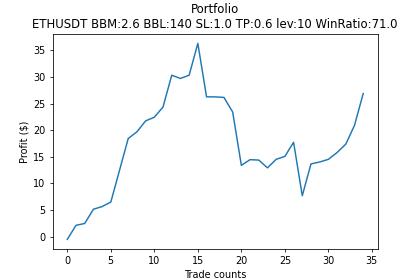 Portfolio
ETHUSDT BBM:2.6 BBL:140 SL:1.0 TP:0.6 lev:10 WinRatio:71.0
35
30
25
20
15
10
5
0
Profit ($)
0 5 10 15 20 25 30 35
Trade counts